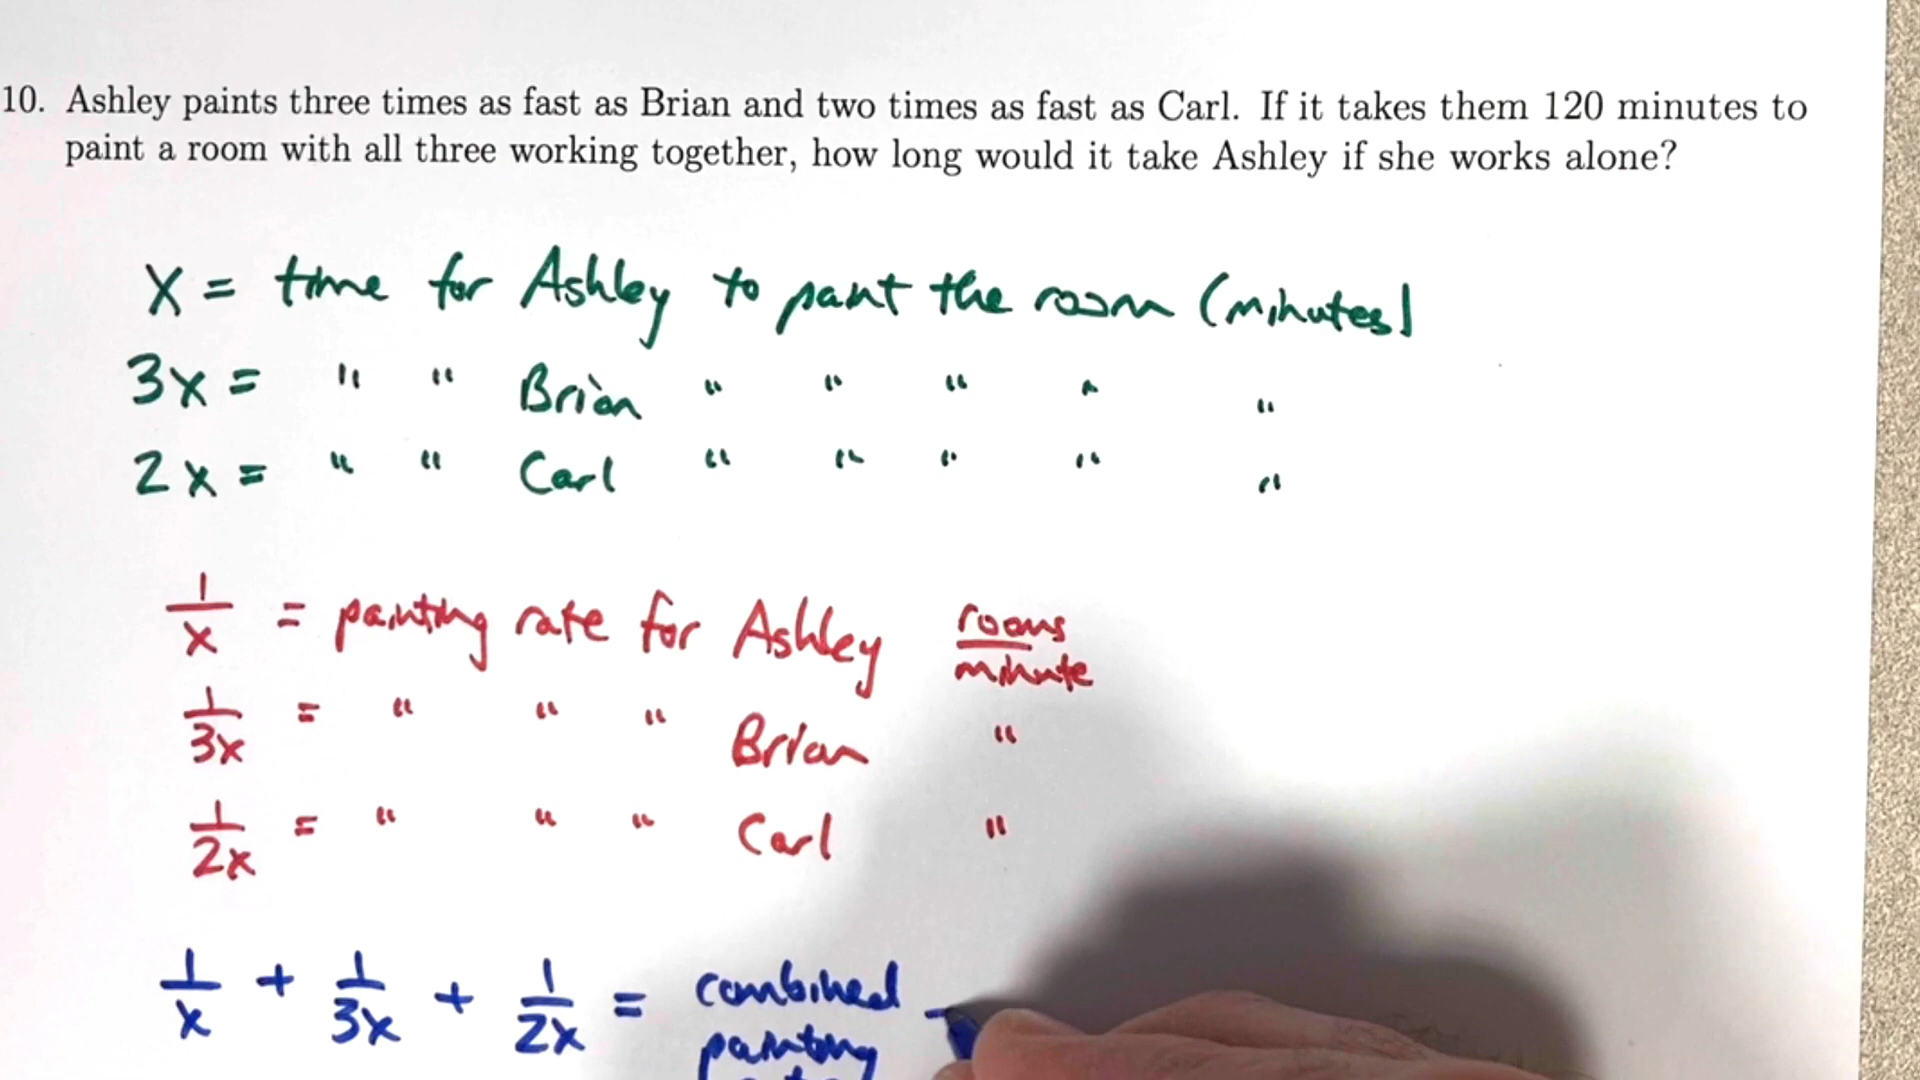 10. Ashley paints three times as fast as Brian and two times as fast as Carl. If it takes them 120 minutes to
paint a room with all three working together, how long would it take Ashley if she works alone?
X = time for Ashley to paint the room (minutes)
3x = " " Brian " " " " "
2x = " " Carl " " " " "
1/x = painting rate for Ashley rooms/minute
1/3x = " " " Brian "
1/2x = " " " Carl "
1/x + 1/3x + 1/2x = combined
painting